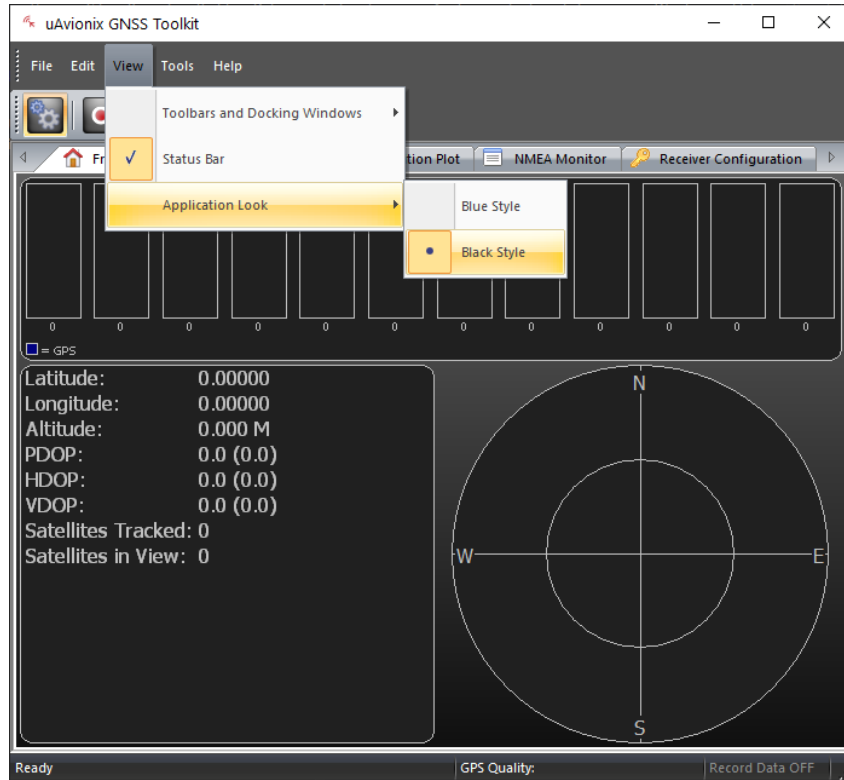 uAvionix GNSS Toolkit
File Edit View Tools Help
Toolbars and Docking Windows
Status Bar
Application Look
Blue Style
Black Style
NMEA Monitor
Receiver Configuration
0 0 0 0 0 0 0 0 0 0 0 0
= GPS
Latitude: 0.00000
Longitude: 0.00000
Altitude: 0.000 M
PDOP: 0.0 (0.0)
HDOP: 0.0 (0.0)
VDOP: 0.0 (0.0)
Satellites Tracked: 0
Satellites in View: 0
N
W E
S
Ready GPS Quality: Record Data OFF